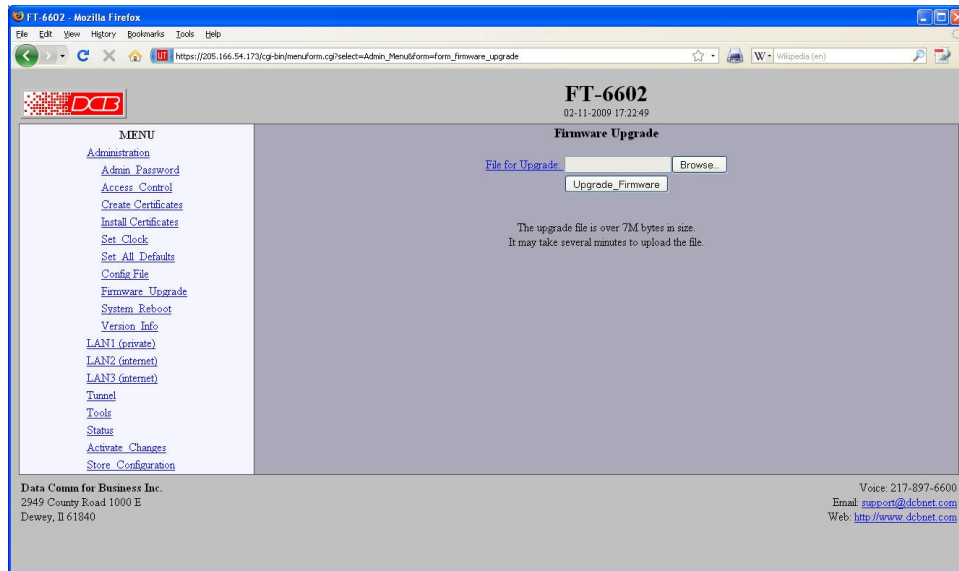 FT-6602 - Mozilla Firefox
File Edit View History Bookmarks Tools Help
UT https://205.166.54.173/cgi-bin/menuform.cgi?select=Admin_Menu&form=form_firmware_upgrade W Wikipedia (en)
DCB
FT-6602
02-11-2009 17:22:49
MENU
Administration
Admin Password
Access Control
Create Certificates
Install Certificates
Set Clock
Set All Defaults
Config File
Firmware Upgrade
System Reboot
Version Info
LAN1 (private)
LAN2 (internet)
LAN3 (internet)
Tunnel
Tools
Status
Activate Changes
Store Configuration
Firmware Upgrade
File for Upgrade: Browse...
Upgrade_Firmware
The upgrade file is over 7M bytes in size.
It may take several minutes to upload the file.
Data Comm for Business Inc.
2949 County Road 1000 E
Dewey, Il 61840
Voice: 217-897-6600
Email: support@dcbnet.com
Web: http://www.dcbnet.com